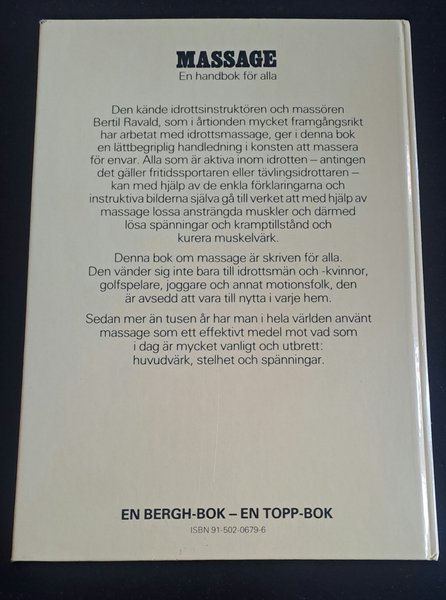 MASSAGE
En handbok för alla
Den kände idrottsinstruktören och massören
Bertil Ravald, som i årtionden mycket framgångsrikt
har arbetat med idrottsmassage, ger i denna bok
en lättbegriplig handledning i konsten att massera
för envar. Alla som är aktiva inom idrotten – antingen
det gäller fritidssportaren eller tävlingsidrottaren –
kan med hjälp av de enkla förklaringarna och
instruktiva bilderna själva gå till verket att med hjälp av
massage lossa ansträngda muskler och därmed
lösa spänningar och kramptillstånd och
kurera muskelvärk.
Denna bok om massage är skriven för alla.
Den vänder sig inte bara till idrottsmän och -kvinnor,
golfspelare, joggare och annat motionsfolk, den
är avsedd att vara till nytta i varje hem.
Sedan mer än tusen år har man i hela världen använt
massage som ett effektivt medel mot vad som
i dag är mycket vanligt och utbrett:
huvudvärk, stelhet och spänningar.
EN BERGH-BOK – EN TOPP-BOK
ISBN 91-502-0679-6